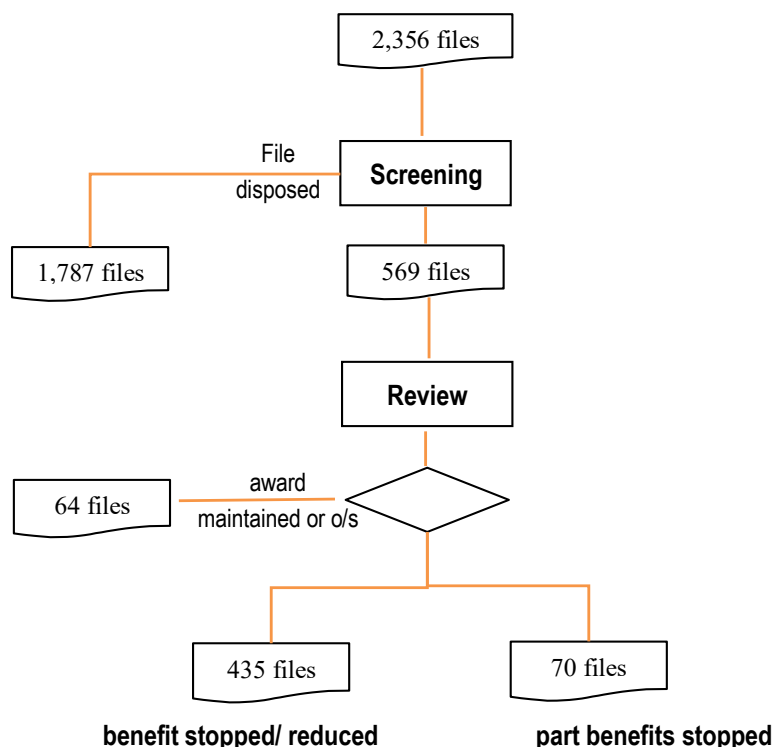 2,356 files
File
disposed
Screening
1,787 files
569 files
Review
award
maintained or o/s
64 files
435 files
70 files
benefit stopped/ reduced
part benefits stopped